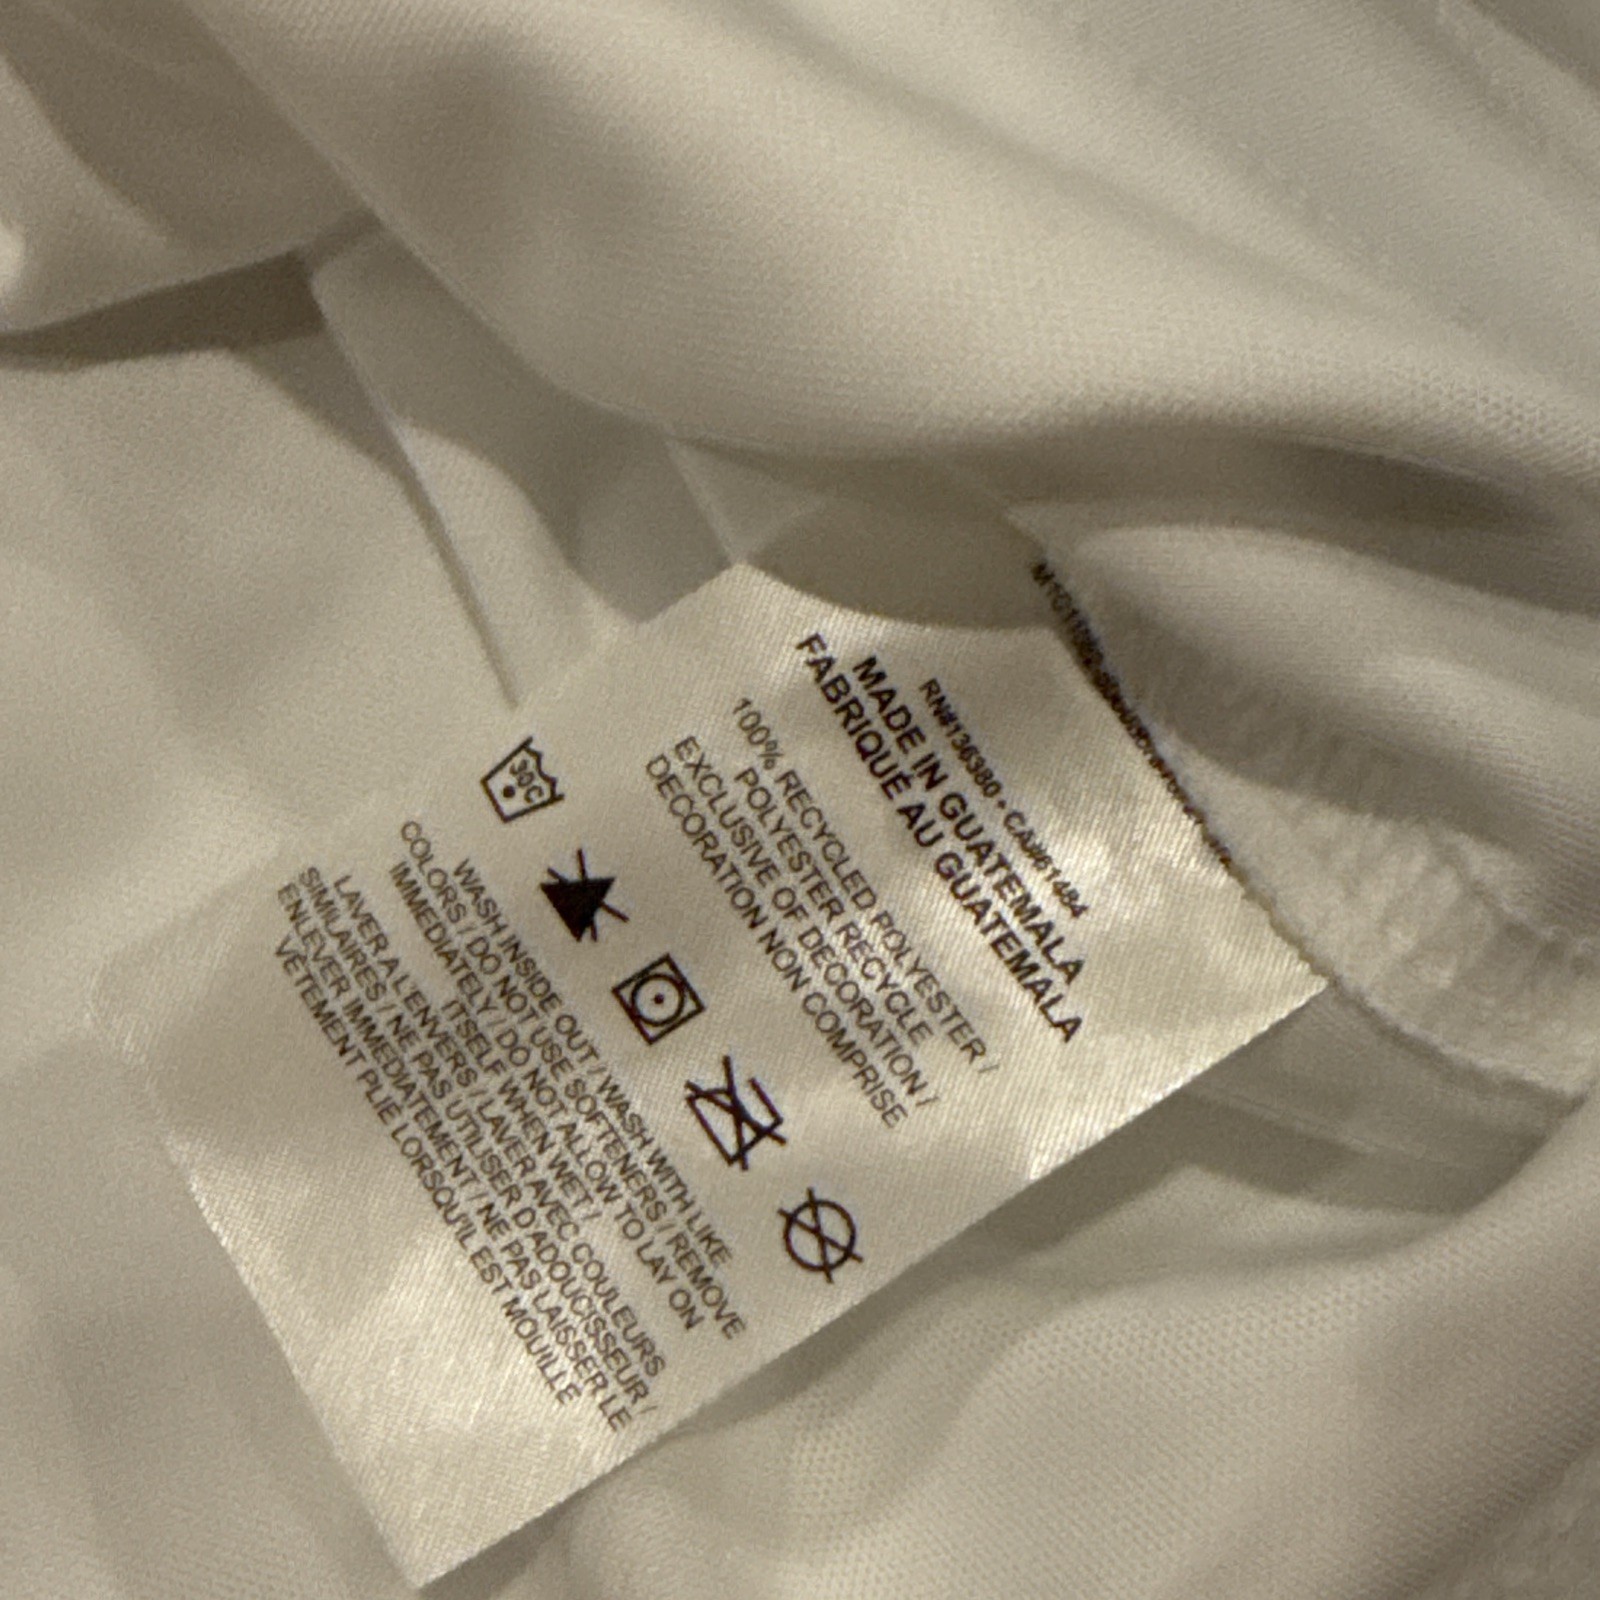 RN#136380 • CA#61484
MADE IN GUATEMALA
FABRIQUÉ AU GUATEMALA
100% RECYCLED POLYESTER /
POLYESTER RECYCLE
EXCLUSIVE OF DECORATION /
DECORATION NON COMPRISE
30C
WASH INSIDE OUT / WASH WITH LIKE
COLORS / DO NOT USE SOFTENERS / REMOVE
IMMEDIATELY / DO NOT ALLOW TO LAY ON
ITSELF WHEN WET /
LAVER A L'ENVERS / LAVER AVEC COULEURS
SIMILAIRES / NE PAS UTILISER D'ADOUCISSEUR /
ENLEVER IMMEDIATEMENT / NE PAS LAISSER LE
VÊTEMENT PLIÉ LORSQU'IL EST MOUILLE